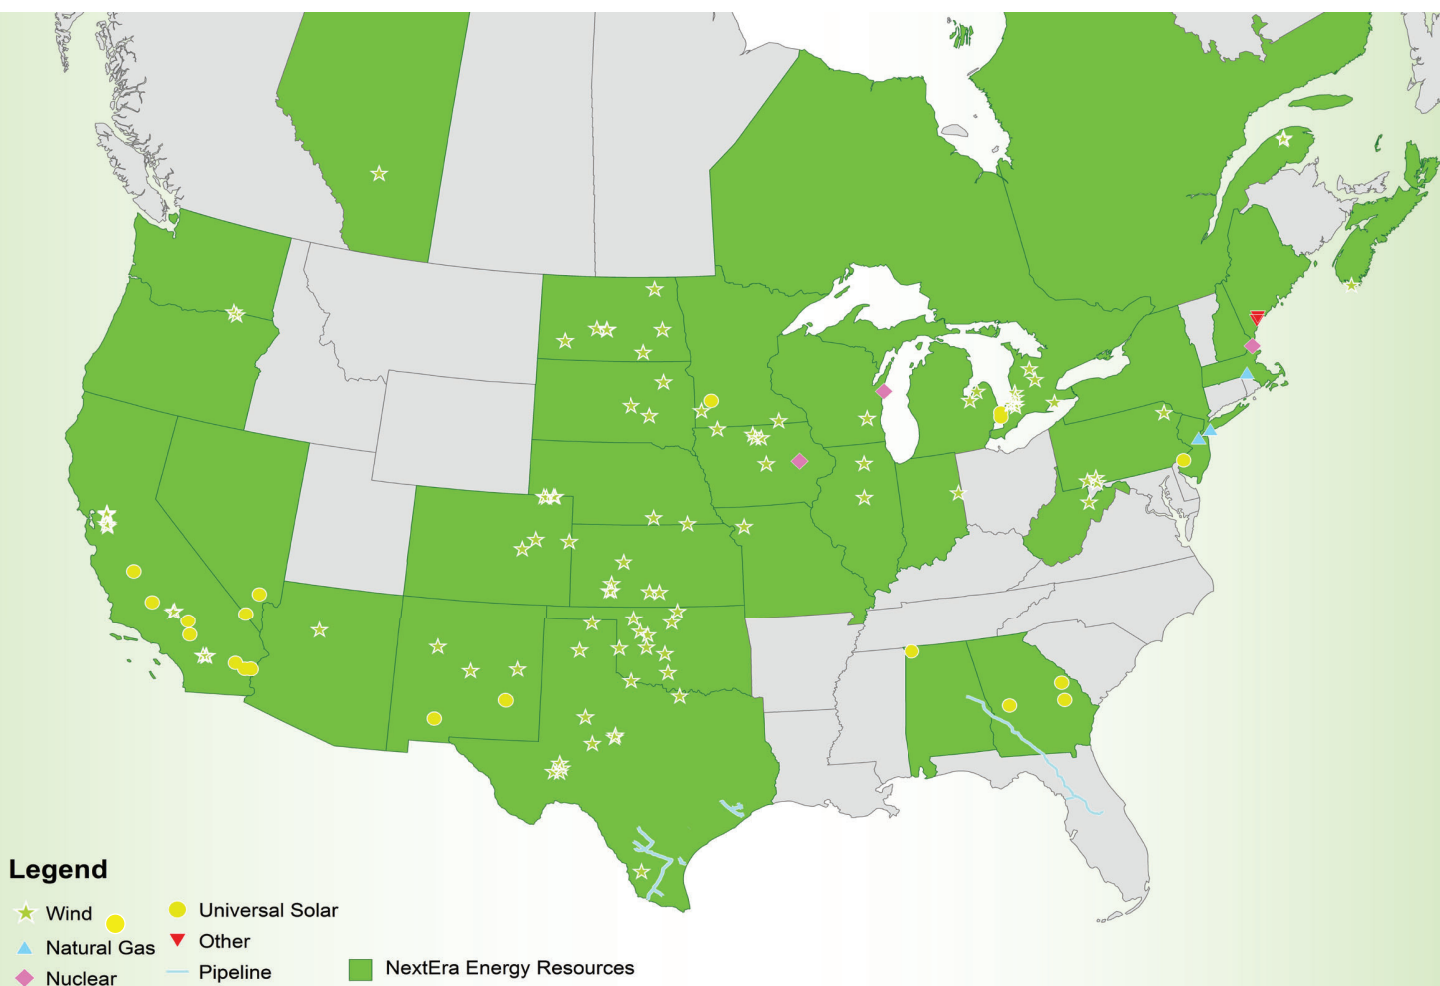 Legend
Wind
Universal Solar
Natural Gas
Other
Nuclear
Pipeline
NextEra Energy Resources